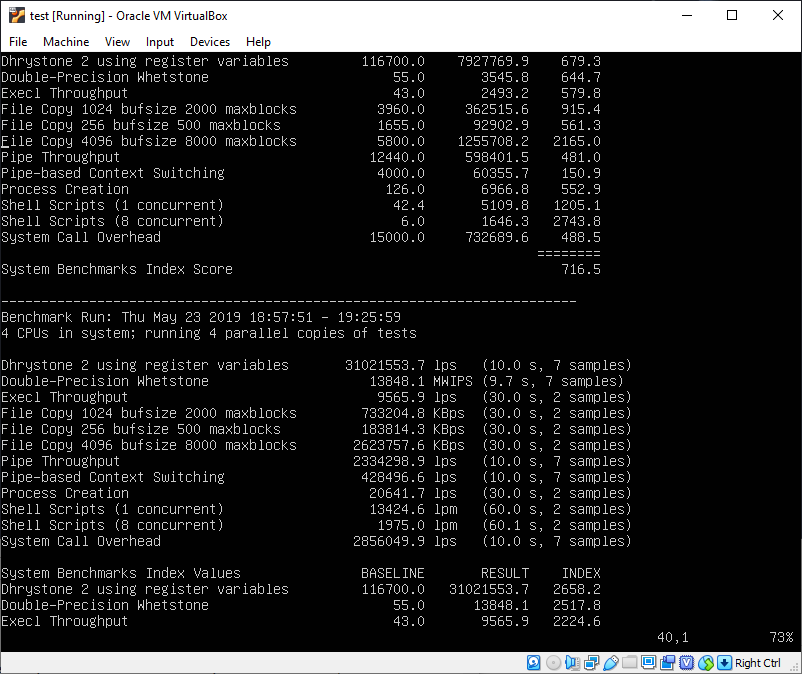 test [Running] - Oracle VM VirtualBox
File Machine View Input Devices Help
Dhrystone 2 using register variables 116700.0 7927769.9 679.3
Double-Precision Whetstone 55.0 3545.8 644.7
Execl Throughput 43.0 2493.2 579.8
File Copy 1024 bufsize 2000 maxblocks 3960.0 362515.6 915.4
File Copy 256 bufsize 500 maxblocks 1655.0 92902.9 561.3
File Copy 4096 bufsize 8000 maxblocks 5800.0 1255708.2 2165.0
Pipe Throughput 12440.0 598401.5 481.0
Pipe-based Context Switching 4000.0 60355.7 150.9
Process Creation 126.0 6966.8 552.9
Shell Scripts (1 concurrent) 42.4 5109.8 1205.1
Shell Scripts (8 concurrent) 6.0 1646.3 2743.8
System Call Overhead 15000.0 732689.6 488.5
========
System Benchmarks Index Score 716.5
------------------------------------------------------------------------
Benchmark Run: Thu May 23 2019 18:57:51 - 19:25:59
4 CPUs in system; running 4 parallel copies of tests
Dhrystone 2 using register variables 31021553.7 lps (10.0 s, 7 samples)
Double-Precision Whetstone 13848.1 MWIPS (9.7 s, 7 samples)
Execl Throughput 9565.9 lps (30.0 s, 2 samples)
File Copy 1024 bufsize 2000 maxblocks 733204.8 KBps (30.0 s, 2 samples)
File Copy 256 bufsize 500 maxblocks 183814.3 KBps (30.0 s, 2 samples)
File Copy 4096 bufsize 8000 maxblocks 2623757.6 KBps (30.0 s, 2 samples)
Pipe Throughput 2334298.9 lps (10.0 s, 7 samples)
Pipe-based Context Switching 428496.6 lps (10.0 s, 7 samples)
Process Creation 20641.7 lps (30.0 s, 2 samples)
Shell Scripts (1 concurrent) 13424.6 lpm (60.0 s, 2 samples)
Shell Scripts (8 concurrent) 1975.0 lpm (60.1 s, 2 samples)
System Call Overhead 2856049.9 lps (10.0 s, 7 samples)
System Benchmarks Index Values BASELINE RESULT INDEX
Dhrystone 2 using register variables 116700.0 31021553.7 2658.2
Double-Precision Whetstone 55.0 13848.1 2517.8
Execl Throughput 43.0 9565.9 2224.6
40,1 73%
Right Ctrl